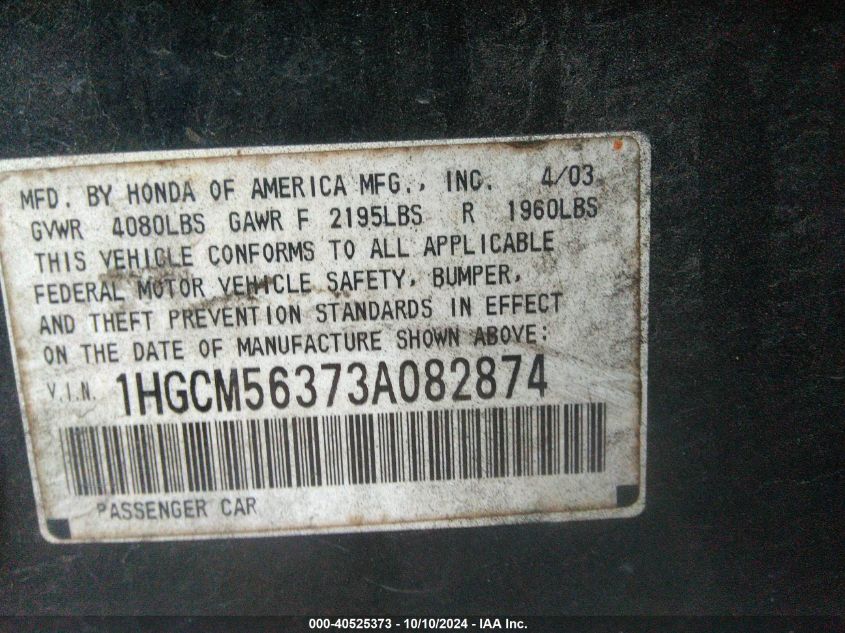 MFD. BY HONDA OF AMERICA MFG., INC. 4/03
GVWR 4080LBS GAWR F 2195LBS R 1960LBS
THIS VEHICLE CONFORMS TO ALL APPLICABLE
FEDERAL MOTOR VEHICLE SAFETY, BUMPER,
AND THEFT PREVENTION STANDARDS IN EFFECT
ON THE DATE OF MANUFACTURE SHOWN ABOVE:
V.I.N. 1HGCM56373A082874
PASSENGER CAR
000-40525373 - 10/10/2024 - IAA Inc.